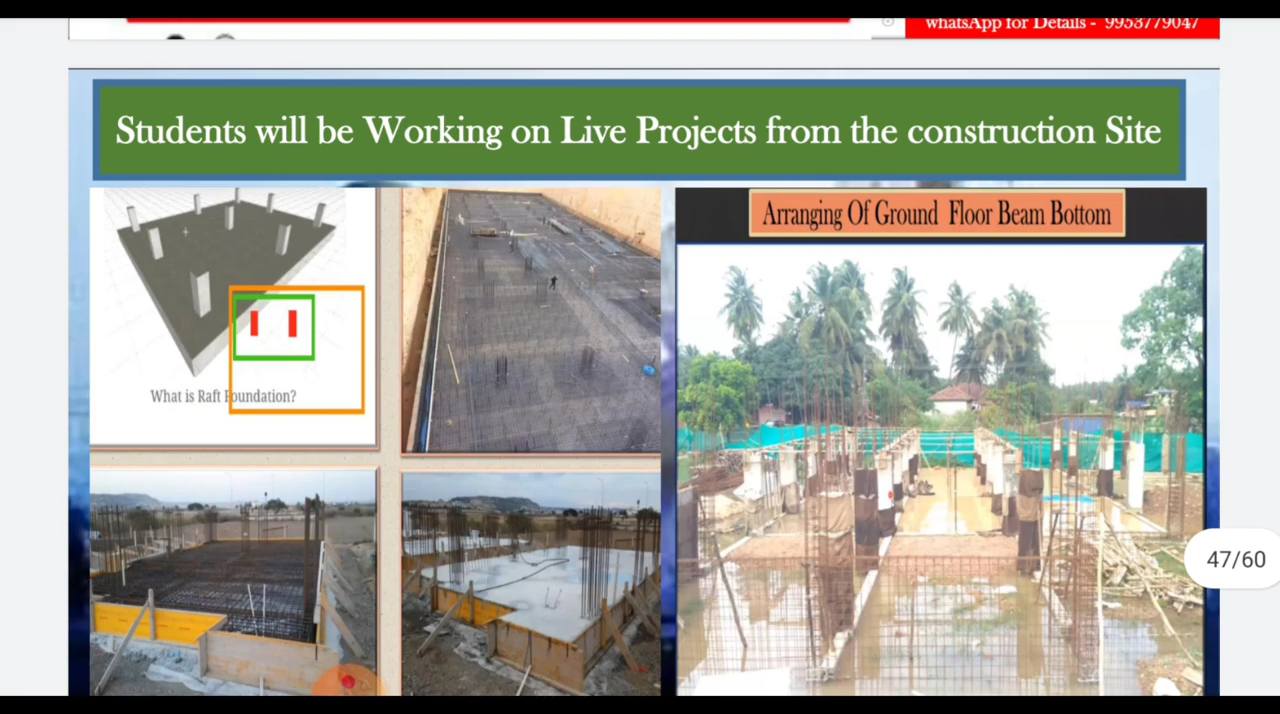 whatsApp for Details - 9953779047
Students will be Working on Live Projects from the construction Site
What is Raft Foundation?
Arranging Of Ground Floor Beam Bottom
47/60